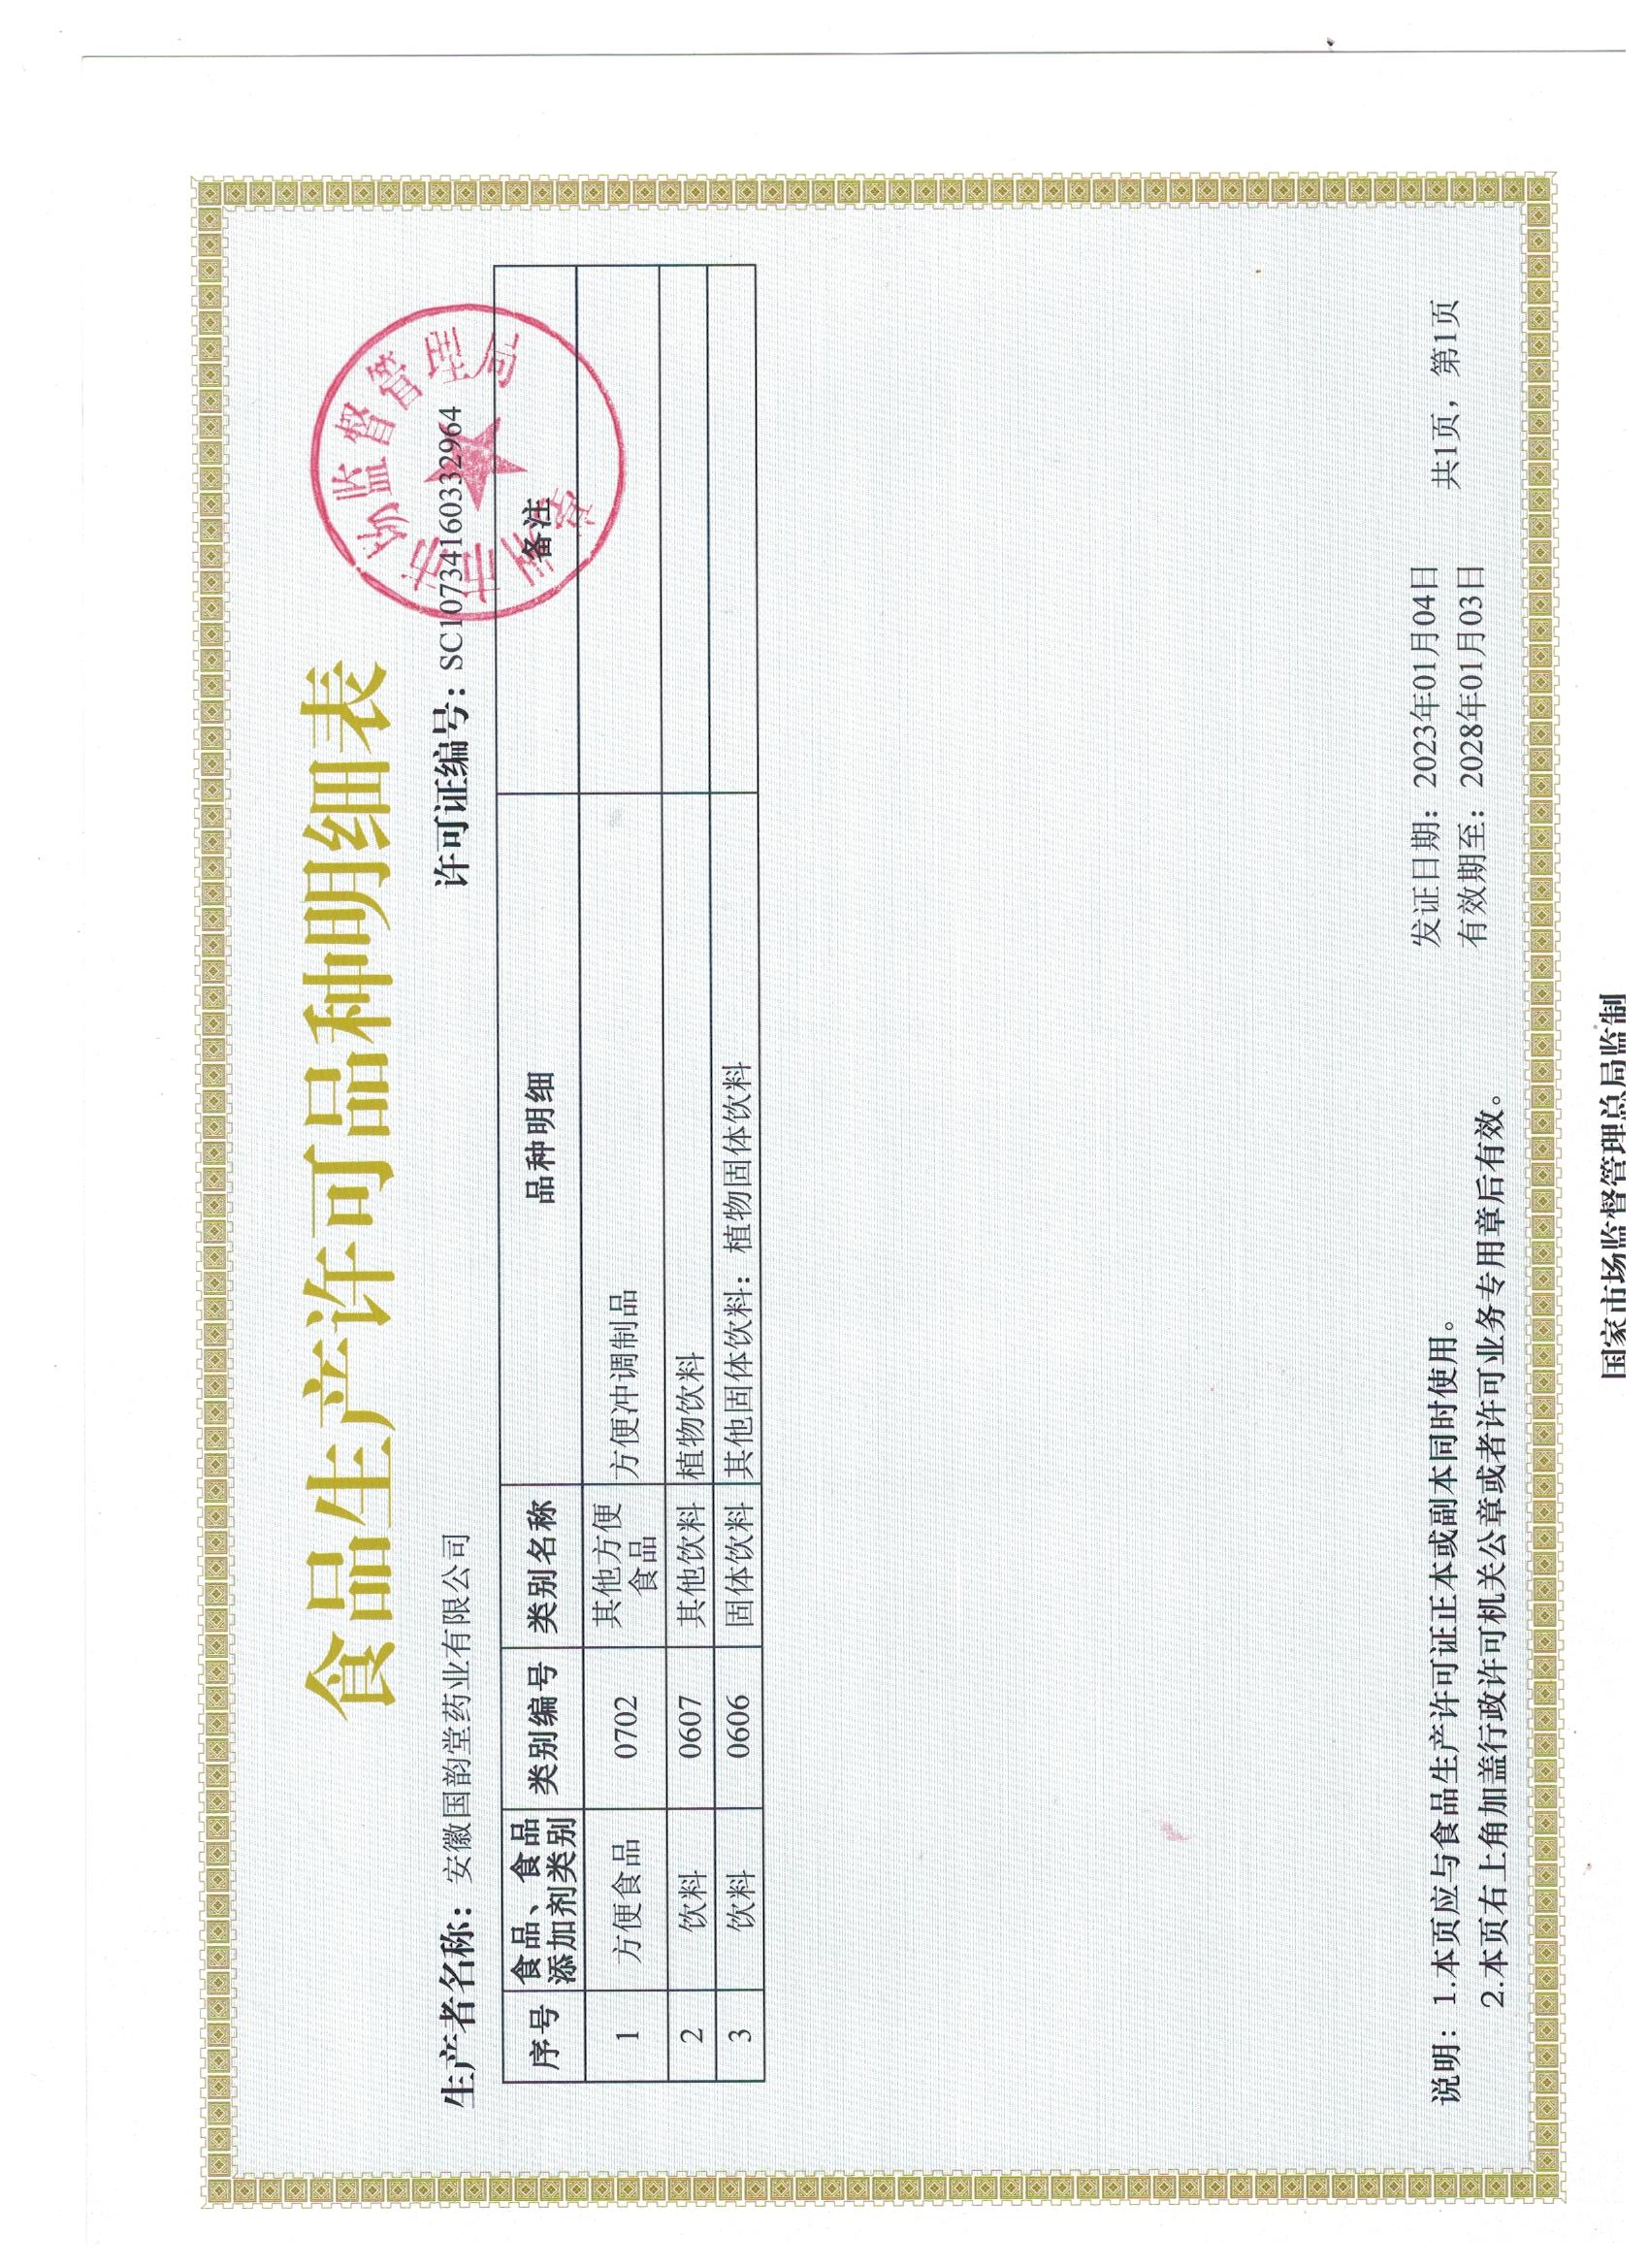 食品生产许可品种明细表
生产者名称：安徽国韵堂药业有限公司
许可证编号：SC10734160332964
序号 食品、食品添加剂类别 类别编号 类别名称 品种明细 备注
1 方便食品 0702 其他方便食品 方便冲调制品
2 饮料 0607 其他饮料 植物饮料
3 饮料 0606 固体饮料 其他固体饮料：植物固体饮料
市场监督管理局
说明：1.本页应与食品生产许可证正本或副本同时使用。
2.本页右上角加盖行政许可机关公章或者许可业务专用章后有效。
发证日期：2023年01月04日
有效期至：2028年01月03日
共1页，第1页
国家市场监督管理总局监制